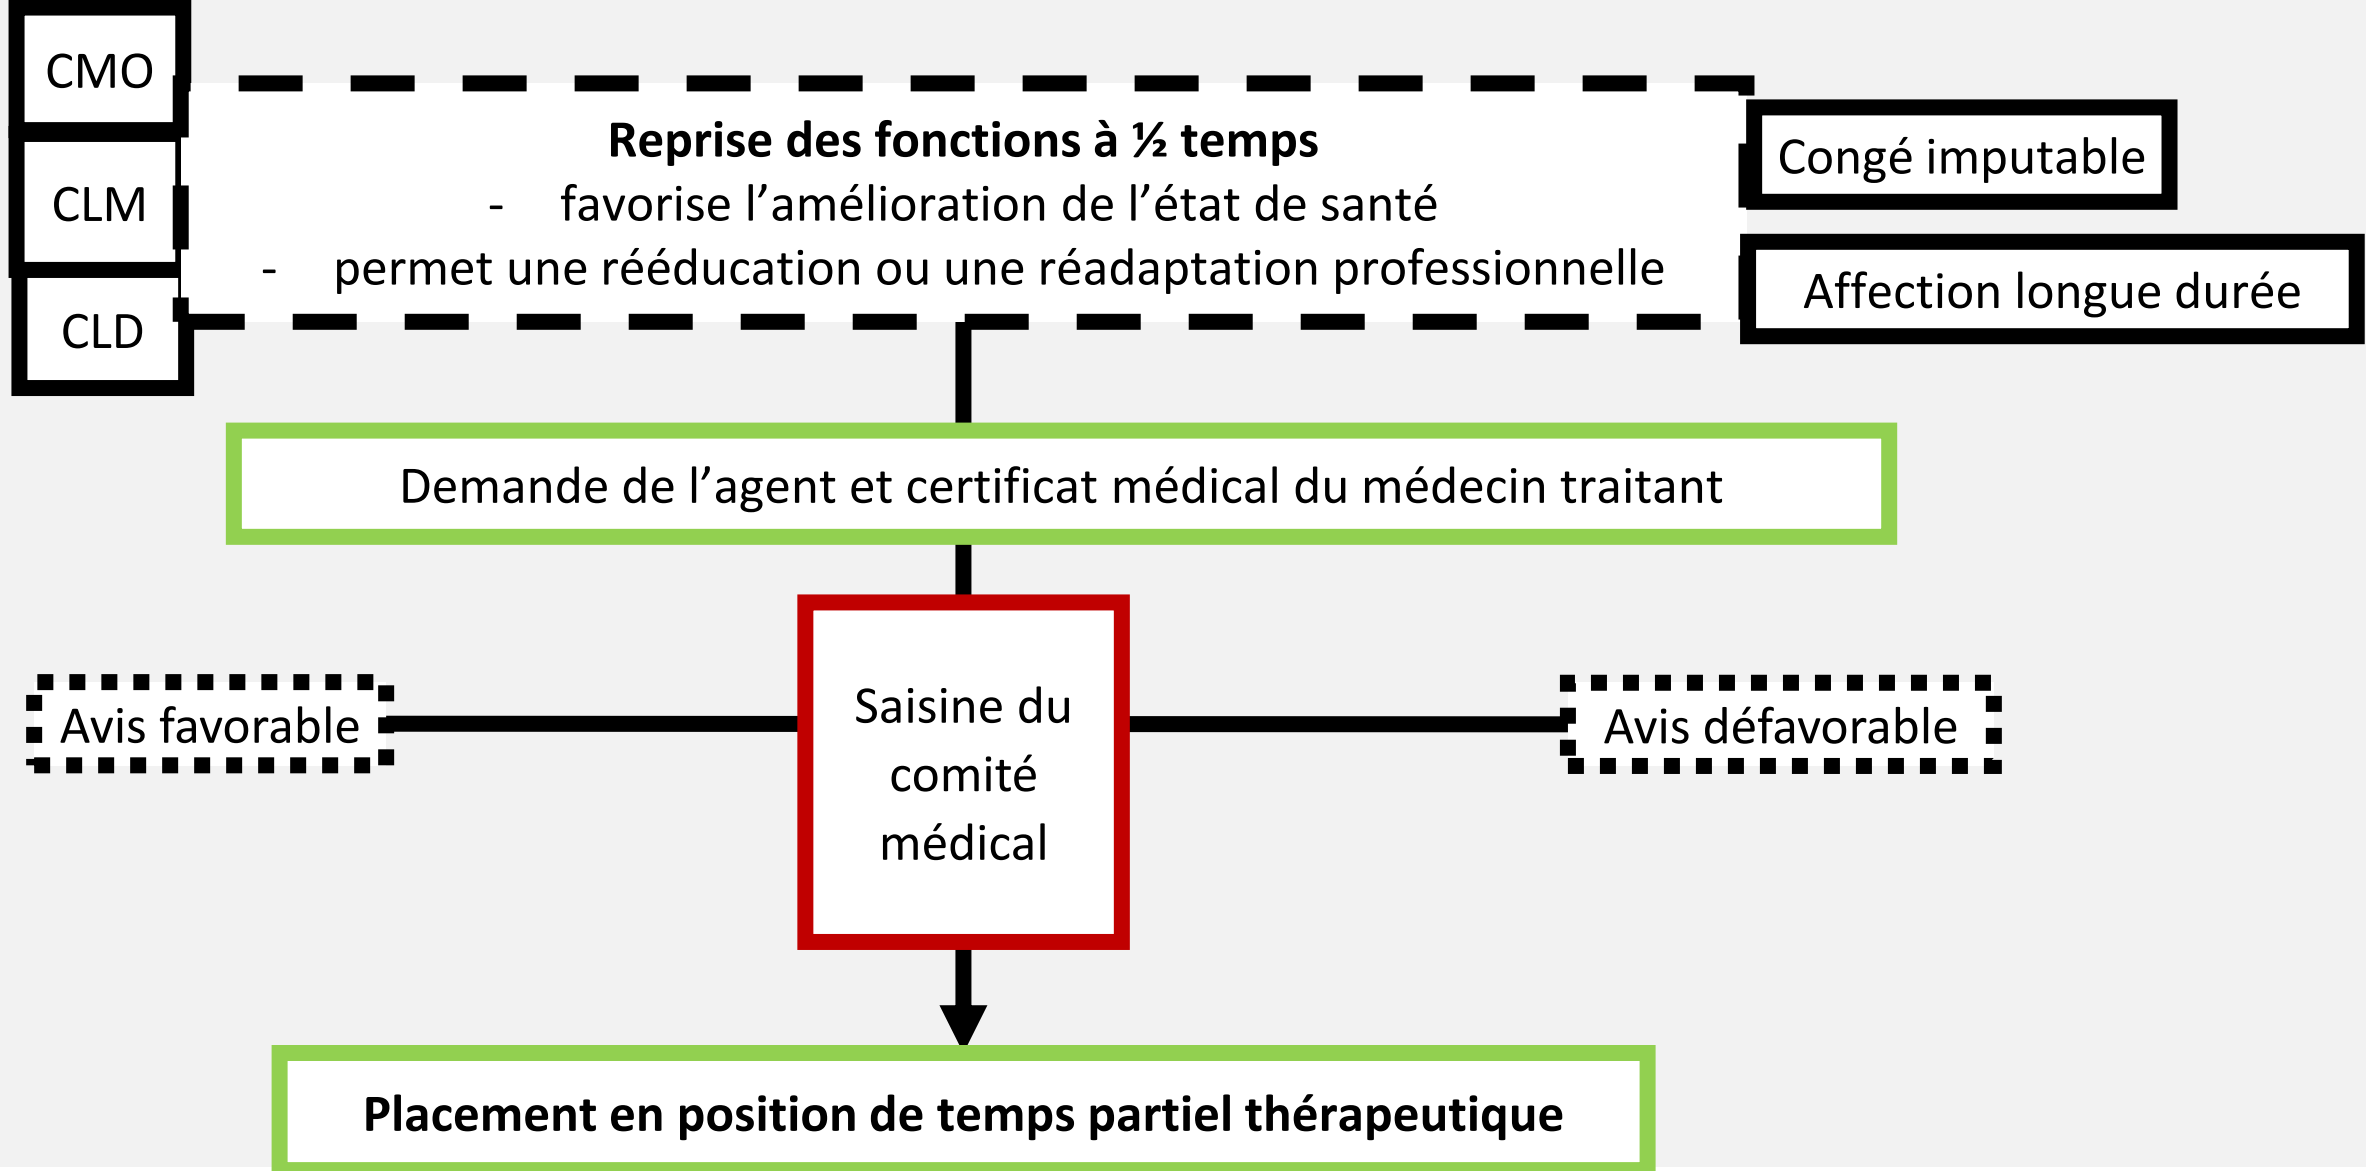 CMO
CLM
CLD
Reprise des fonctions à ½ temps
- favorise l’amélioration de l’état de santé
- permet une rééducation ou une réadaptation professionnelle
Congé imputable
Affection longue durée
Demande de l’agent et certificat médical du médecin traitant
Avis favorable
Saisine du
comité
médical
Avis défavorable
Placement en position de temps partiel thérapeutique